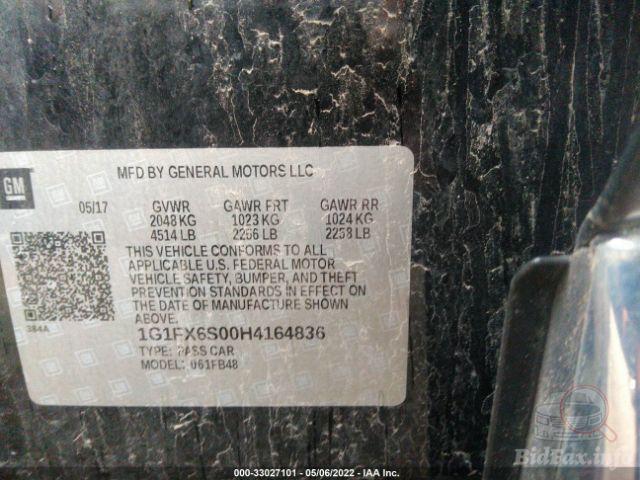 MFD BY GENERAL MOTORS LLC
GM
05/17 GVWR GAWR FRT GAWR RR
2048 KG 1023 KG 1024 KG
4514 LB 2256 LB 2258 LB
THIS VEHICLE CONFORMS TO ALL
APPLICABLE U.S. FEDERAL MOTOR
VEHICLE SAFETY, BUMPER, AND THEFT
PREVENTION STANDARDS IN EFFECT ON
THE DATE OF MANUFACTURE SHOWN
ABOVE.
384A
1G1FX6S00H4164836
TYPE: PASS CAR
MODEL: 061FB48
BidFax.info
000-33027101 - 05/06/2022 - IAA Inc.